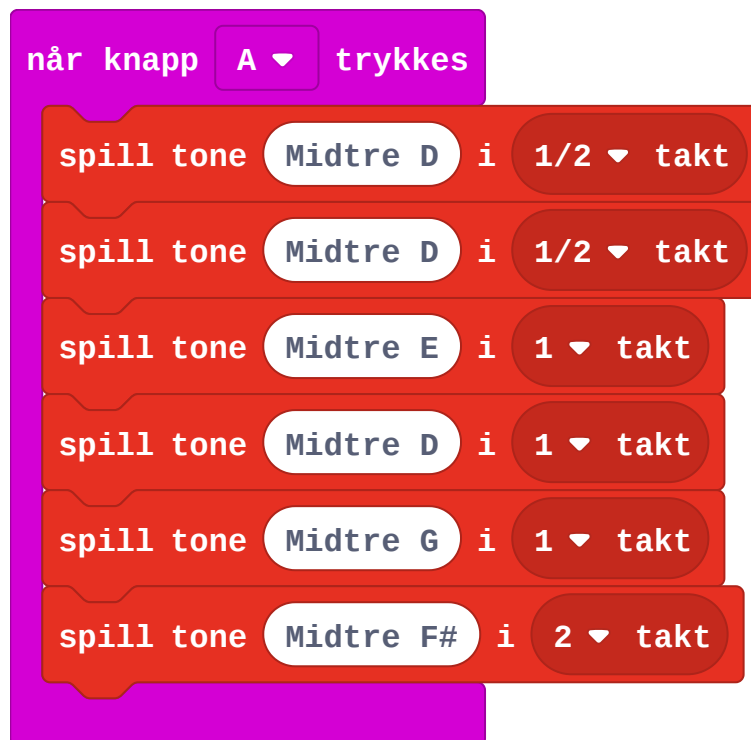 når knapp A trykkes
spill tone Midtre D i 1/2 takt
spill tone Midtre D i 1/2 takt
spill tone Midtre E i 1 takt
spill tone Midtre D i 1 takt
spill tone Midtre G i 1 takt
spill tone Midtre F# i 2 takt